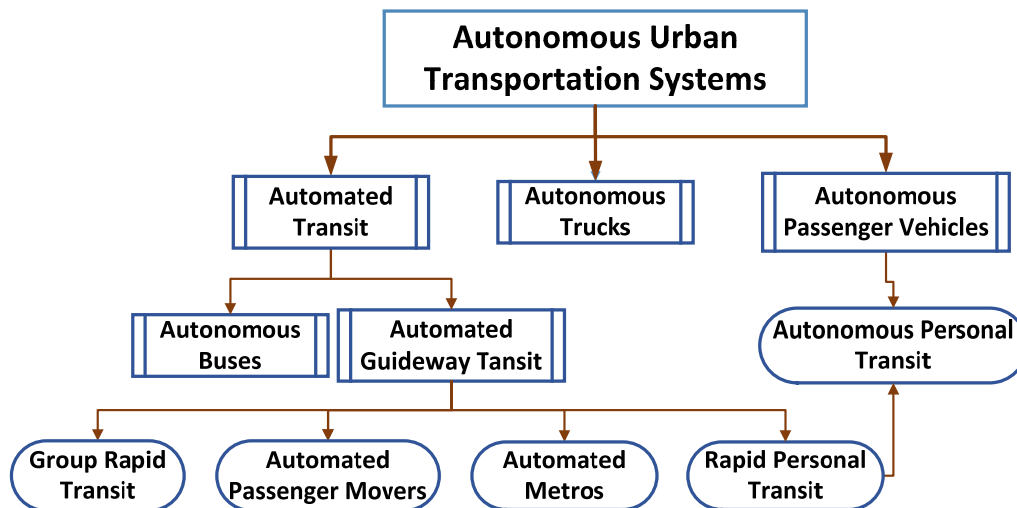 Autonomous Urban
Transportation Systems
Automated
Transit
Autonomous
Trucks
Autonomous
Passenger Vehicles
Autonomous
Buses
Automated
Guideway Tansit
Autonomous Personal
Transit
Group Rapid
Transit
Automated
Passenger Movers
Automated
Metros
Rapid Personal
Transit